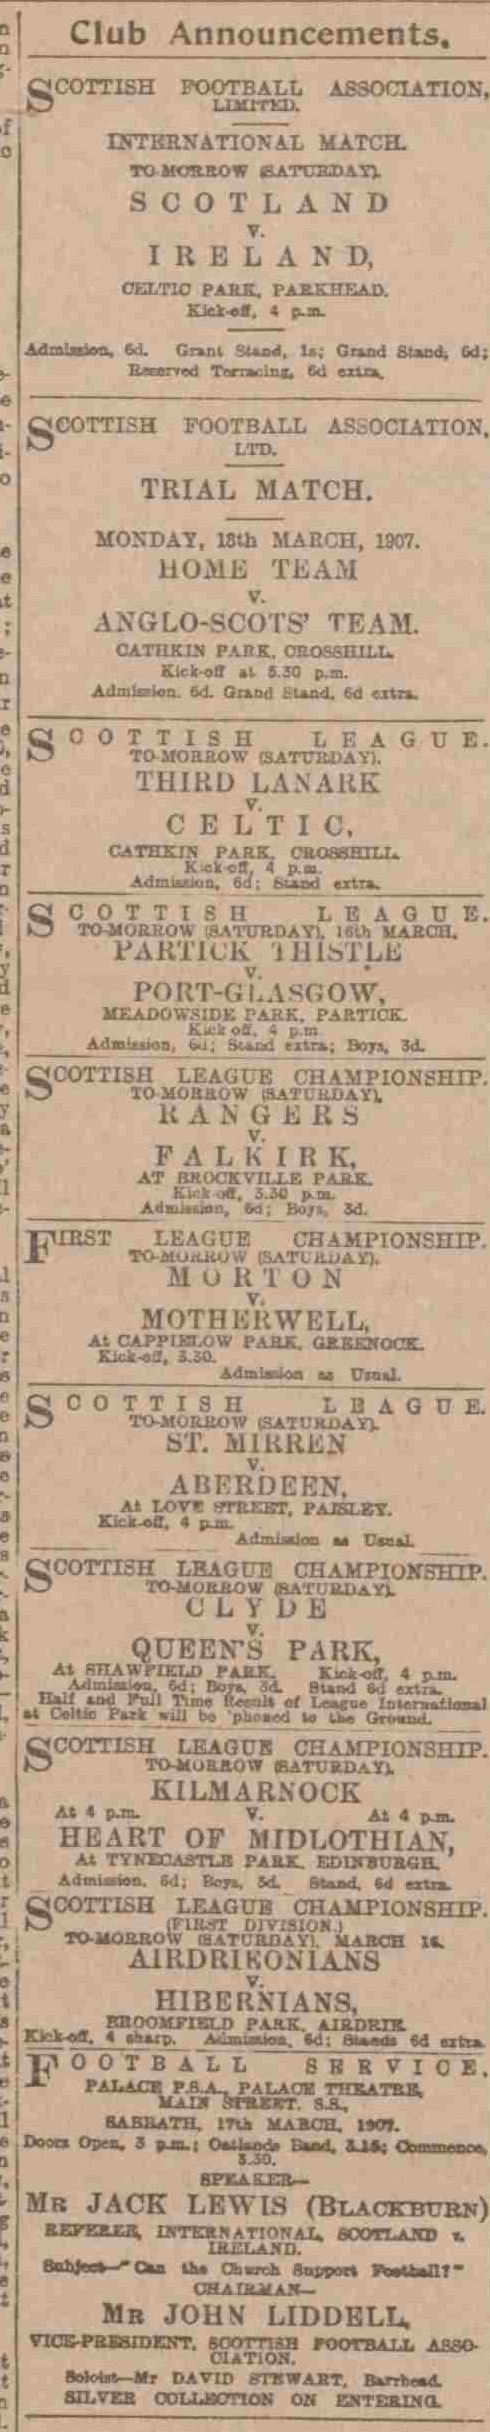 Club Announcements.
SCOTTISH FOOTBALL ASSOCIATION,
LIMITED.
INTERNATIONAL MATCH.
TO-MORROW (SATURDAY).
SCOTLAND
V.
IRELAND,
CELTIC PARK, PARKHEAD.
Kick-off, 4 p.m.
Admission, 6d. Grant Stand, 1s; Grand Stand, 6d;
Reserved Terracing, 6d extra.
SCOTTISH FOOTBALL ASSOCIATION,
LTD.
TRIAL MATCH.
MONDAY, 18th MARCH, 1907.
HOME TEAM
V.
ANGLO-SCOTS' TEAM.
CATHKIN PARK, CROSSHILL.
Kick-off at 5.30 p.m.
Admission. 6d. Grand Stand, 6d extra.
SCOTTISH LEAGUE.
TO-MORROW (SATURDAY).
THIRD LANARK
V.
CELTIC,
CATHKIN PARK, CROSSHILL.
Kick-off, 4 p.m.
Admission, 6d; Stand extra.
SCOTTISH LEAGUE.
TO-MORROW (SATURDAY), 16th MARCH.
PARTICK THISTLE
V.
PORT-GLASGOW,
MEADOWSIDE PARK, PARTICK.
Kick off, 4 p.m.
Admission, 6d; Stand extra; Boys, 3d.
SCOTTISH LEAGUE CHAMPIONSHIP.
TO-MORROW (SATURDAY),
RANGERS
V.
FALKIRK,
AT BROCKVILLE PARK.
Kick-off, 3.30 p.m.
Admission, 6d; Boys, 3d.
FIRST LEAGUE CHAMPIONSHIP.
TO-MORROW (SATURDAY).
MORTON
V.
MOTHERWELL,
At CAPPIELOW PARK, GREENOCK.
Kick-off, 3.30.
Admission as Usual.
SCOTTISH LEAGUE.
TO-MORROW (SATURDAY).
ST. MIRREN
V.
ABERDEEN,
At LOVE STREET, PAISLEY.
Kick-off, 4 p.m.
Admission as Usual.
SCOTTISH LEAGUE CHAMPIONSHIP.
TO-MORROW (SATURDAY).
CLYDE
V.
QUEEN'S PARK,
At SHAWFIELD PARK. Kick-off, 4 p.m.
Admission, 6d; Boys, 3d. Stand 6d extra.
Half and Full Time Result of League International
at Celtic Park will be 'phoned to the Ground.
SCOTTISH LEAGUE CHAMPIONSHIP.
TO-MORROW (SATURDAY).
KILMARNOCK
At 4 p.m. V. At 4 p.m.
HEART OF MIDLOTHIAN,
At TYNECASTLE PARK, EDINBURGH.
Admission, 6d; Boys, 3d. Stand, 6d extra.
SCOTTISH LEAGUE CHAMPIONSHIP.
(FIRST DIVISION.)
TO-MORROW (SATURDAY), MARCH 16.
AIRDRIEONIANS
V.
HIBERNIANS,
BROOMFIELD PARK, AIRDRIE.
Kick-off, 4 sharp. Admission, 6d; Stands 6d extra.
FOOTBALL SERVICE.
PALACE P.S.A., PALACE THEATRE,
MAIN STREET. S.S.,
SABBATH, 17th MARCH, 1907.
Doors Open, 3 p.m.; Oatlands Band, 3.15; Commence,
3.30.
SPEAKER—
MR JACK LEWIS (BLACKBURN)
REFEREE, INTERNATIONAL, SCOTLAND v.
IRELAND.
Subject—"Can the Church Support Football?"
CHAIRMAN—
MR JOHN LIDDELL,
VICE-PRESIDENT, SCOTTISH FOOTBALL ASSO-
CIATION.
Soloist—Mr DAVID STEWART, Barrhead.
SILVER COLLECTION ON ENTERING.